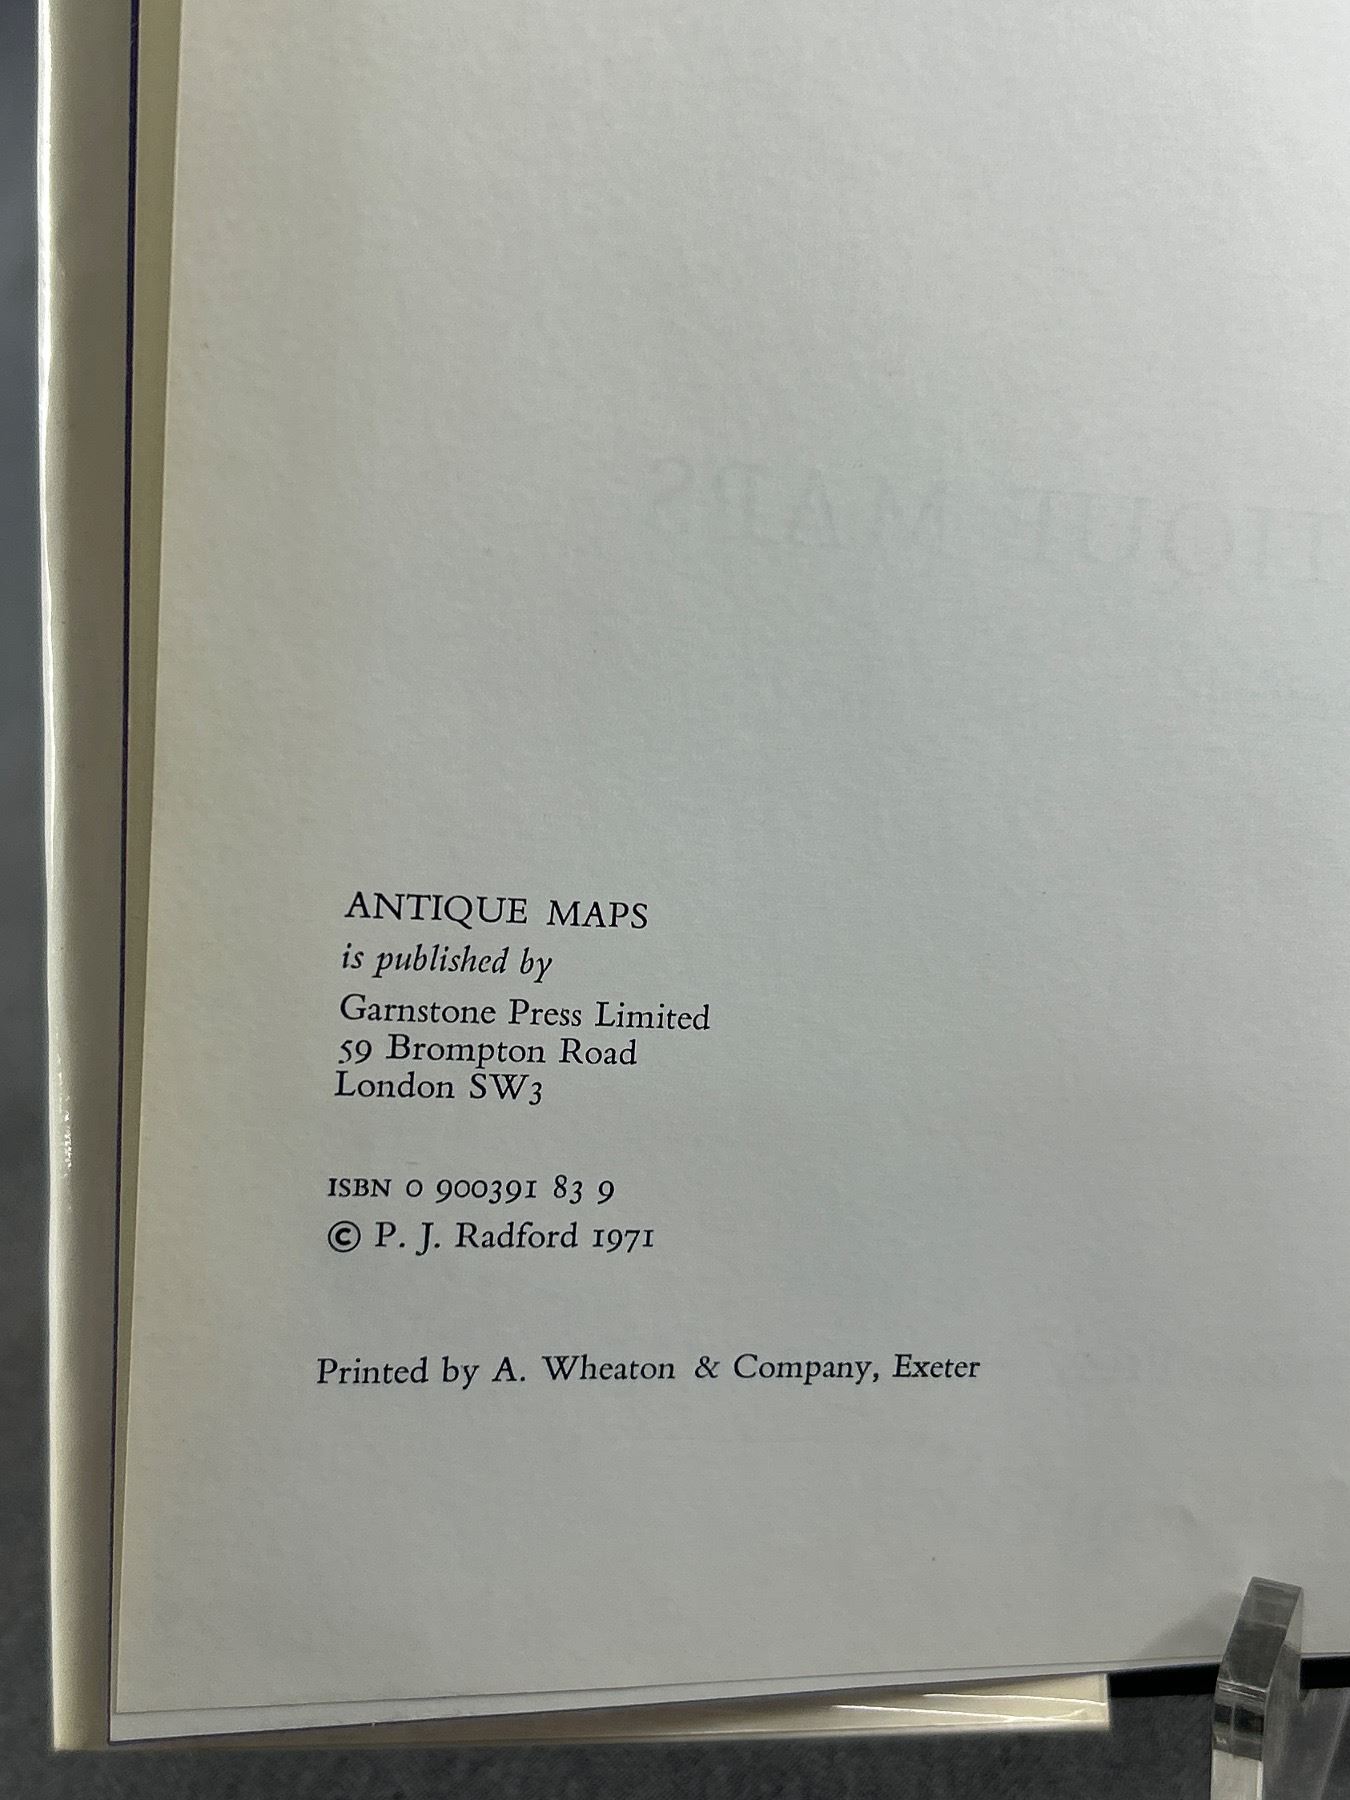 ANTIQUE MAPS
is published by
Garnstone Press Limited
59 Brompton Road
London SW3
ISBN 0 900391 83 9
© P. J. Radford 1971
Printed by A. Wheaton & Company, Exeter